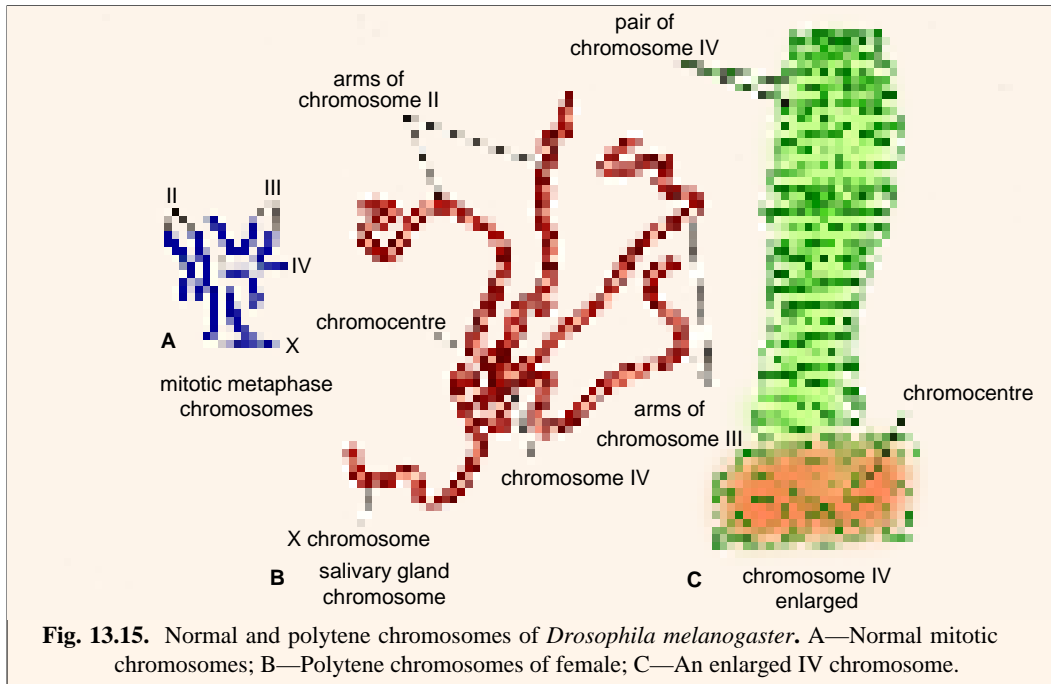 pair of
chromosome IV
arms of
chromosome II
II
III
IV
chromocentre
A
X
mitotic metaphase
chromosomes
chromocentre
arms of
chromosome III
chromosome IV
X chromosome
B
salivary gland
chromosome
C
chromosome IV
enlarged
Fig. 13.15. Normal and polytene chromosomes of Drosophila melanogaster. A—Normal mitotic
chromosomes; B—Polytene chromosomes of female; C—An enlarged IV chromosome.